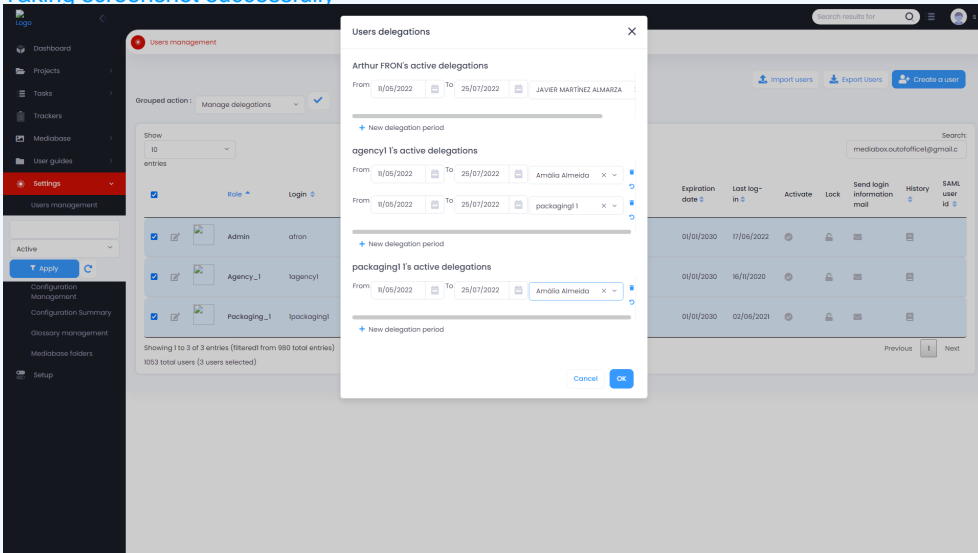 Taking screenshot successfully
Logo
Search results for
Dashboard
Projects
Tasks
Trackers
Mediabase
User guides
Settings
Users management
Active
Apply
Configuration
Management
Configuration Summary
Glossary management
Mediabase folders
Setup
Users management
Import users
Export Users
Create a user
Grouped action :
Manage delegations
Show
10
entries
Search:
mediabox.outofoffice1@gmail.c
Role
Login
Expiration date
Last log-in
Activate
Lock
Send login information mail
History
SAML user id
Admin
afron
01/01/2030
17/06/2022
Agency_1
1agency1
01/01/2030
16/11/2020
Packaging_1
1packaging1
01/01/2030
02/06/2021
Showing 1 to 3 of 3 entries (filtered1 from 980 total entries)
1053 total users (3 users selected)
Previous 1 Next
Users delegations
Arthur FRON's active delegations
From 11/05/2022 To 25/07/2022 JAVIER MARTÍNEZ ALMARZA
+ New delegation period
agency1 1's active delegations
From 11/05/2022 To 25/07/2022 Amália Almeida
From 11/05/2022 To 25/07/2022 packaging1 1
+ New delegation period
packaging1 1's active delegations
From 11/05/2022 To 25/07/2022 Amália Almeida
+ New delegation period
Cancel OK